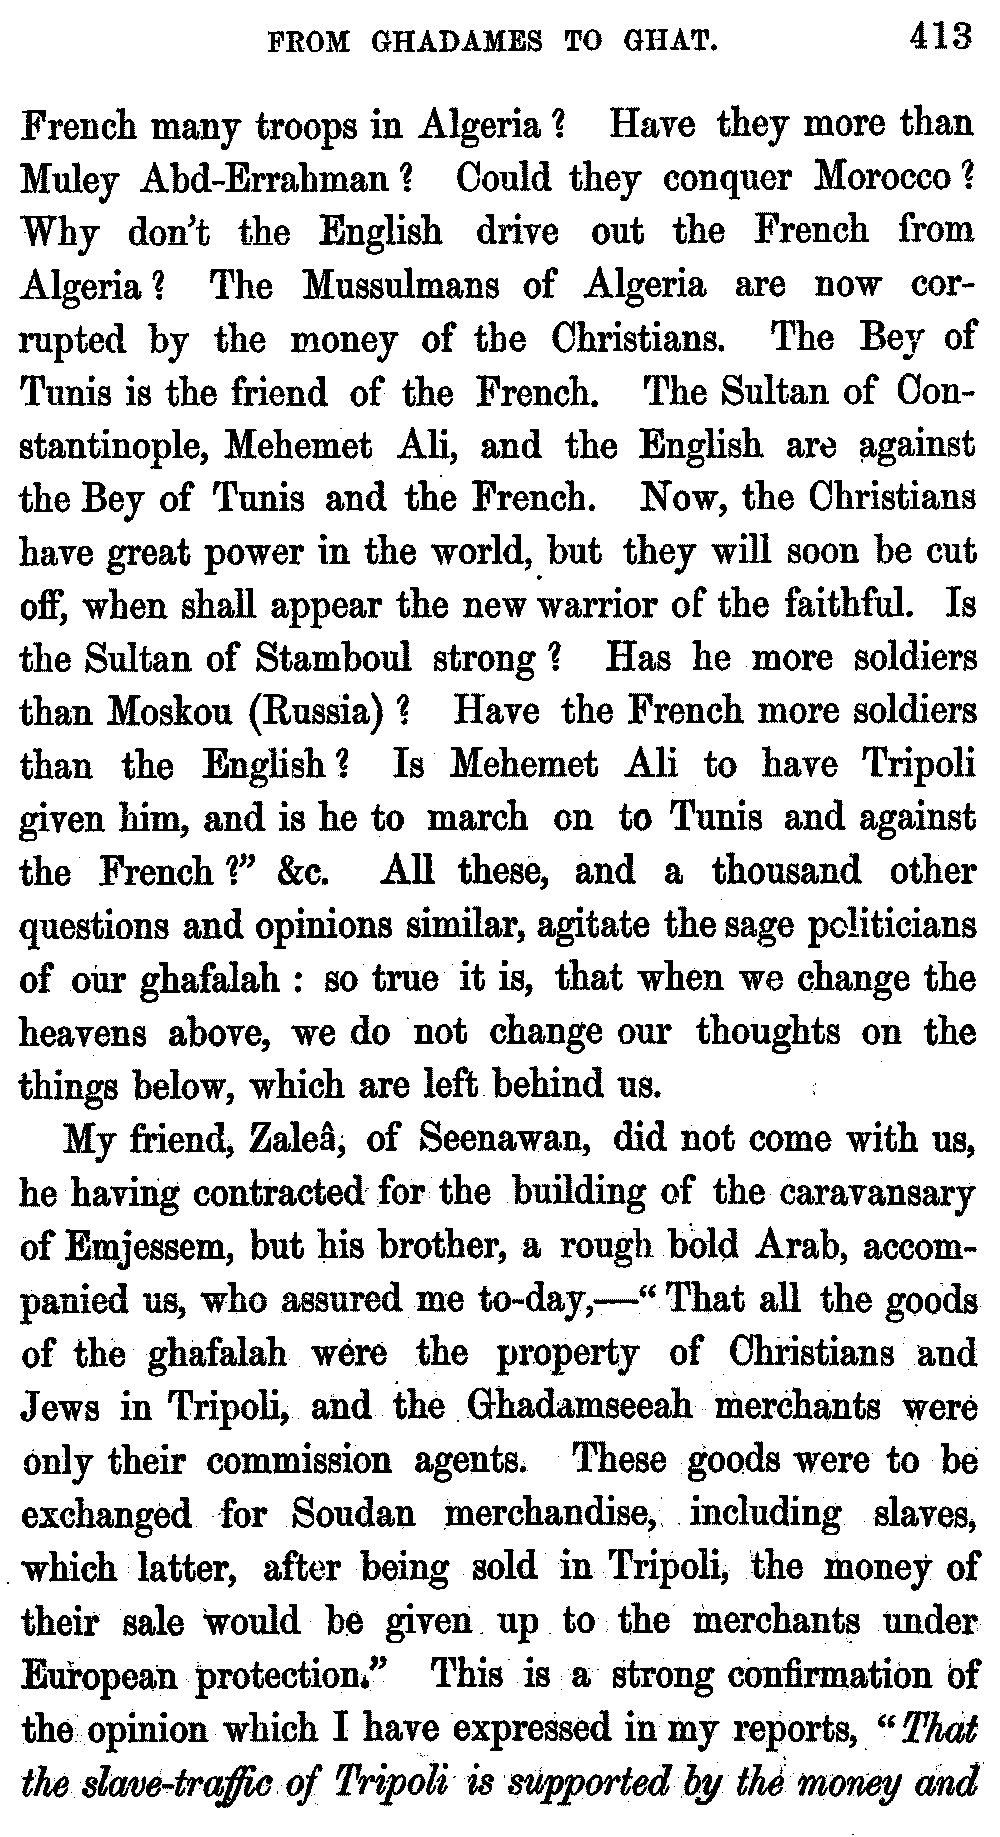 FROM GHADAMES TO GHAT. 413
French many troops in Algeria? Have they more than
Muley Abd-Errahman? Could they conquer Morocco?
Why don't the English drive out the French from
Algeria? The Mussulmans of Algeria are now cor-
rupted by the money of the Christians. The Bey of
Tunis is the friend of the French. The Sultan of Con-
stantinople, Mehemet Ali, and the English are against
the Bey of Tunis and the French. Now, the Christians
have great power in the world, but they will soon be cut
off, when shall appear the new warrior of the faithful. Is
the Sultan of Stamboul strong? Has he more soldiers
than Moskou (Russia)? Have the French more soldiers
than the English? Is Mehemet Ali to have Tripoli
given him, and is he to march on to Tunis and against
the French?" &c. All these, and a thousand other
questions and opinions similar, agitate the sage politicians
of our ghafalah: so true it is, that when we change the
heavens above, we do not change our thoughts on the
things below, which are left behind us.
My friend, Zaleâ, of Seenawan, did not come with us,
he having contracted for the building of the caravansary
of Emjessem, but his brother, a rough bold Arab, accom-
panied us, who assured me to-day,—"That all the goods
of the ghafalah were the property of Christians and
Jews in Tripoli, and the Ghadamseeah merchants were
only their commission agents. These goods were to be
exchanged for Soudan merchandise, including slaves,
which latter, after being sold in Tripoli, the money of
their sale would be given up to the merchants under
European protection." This is a strong confirmation of
the opinion which I have expressed in my reports, "That
the slave-traffic of Tripoli is supported by the money and